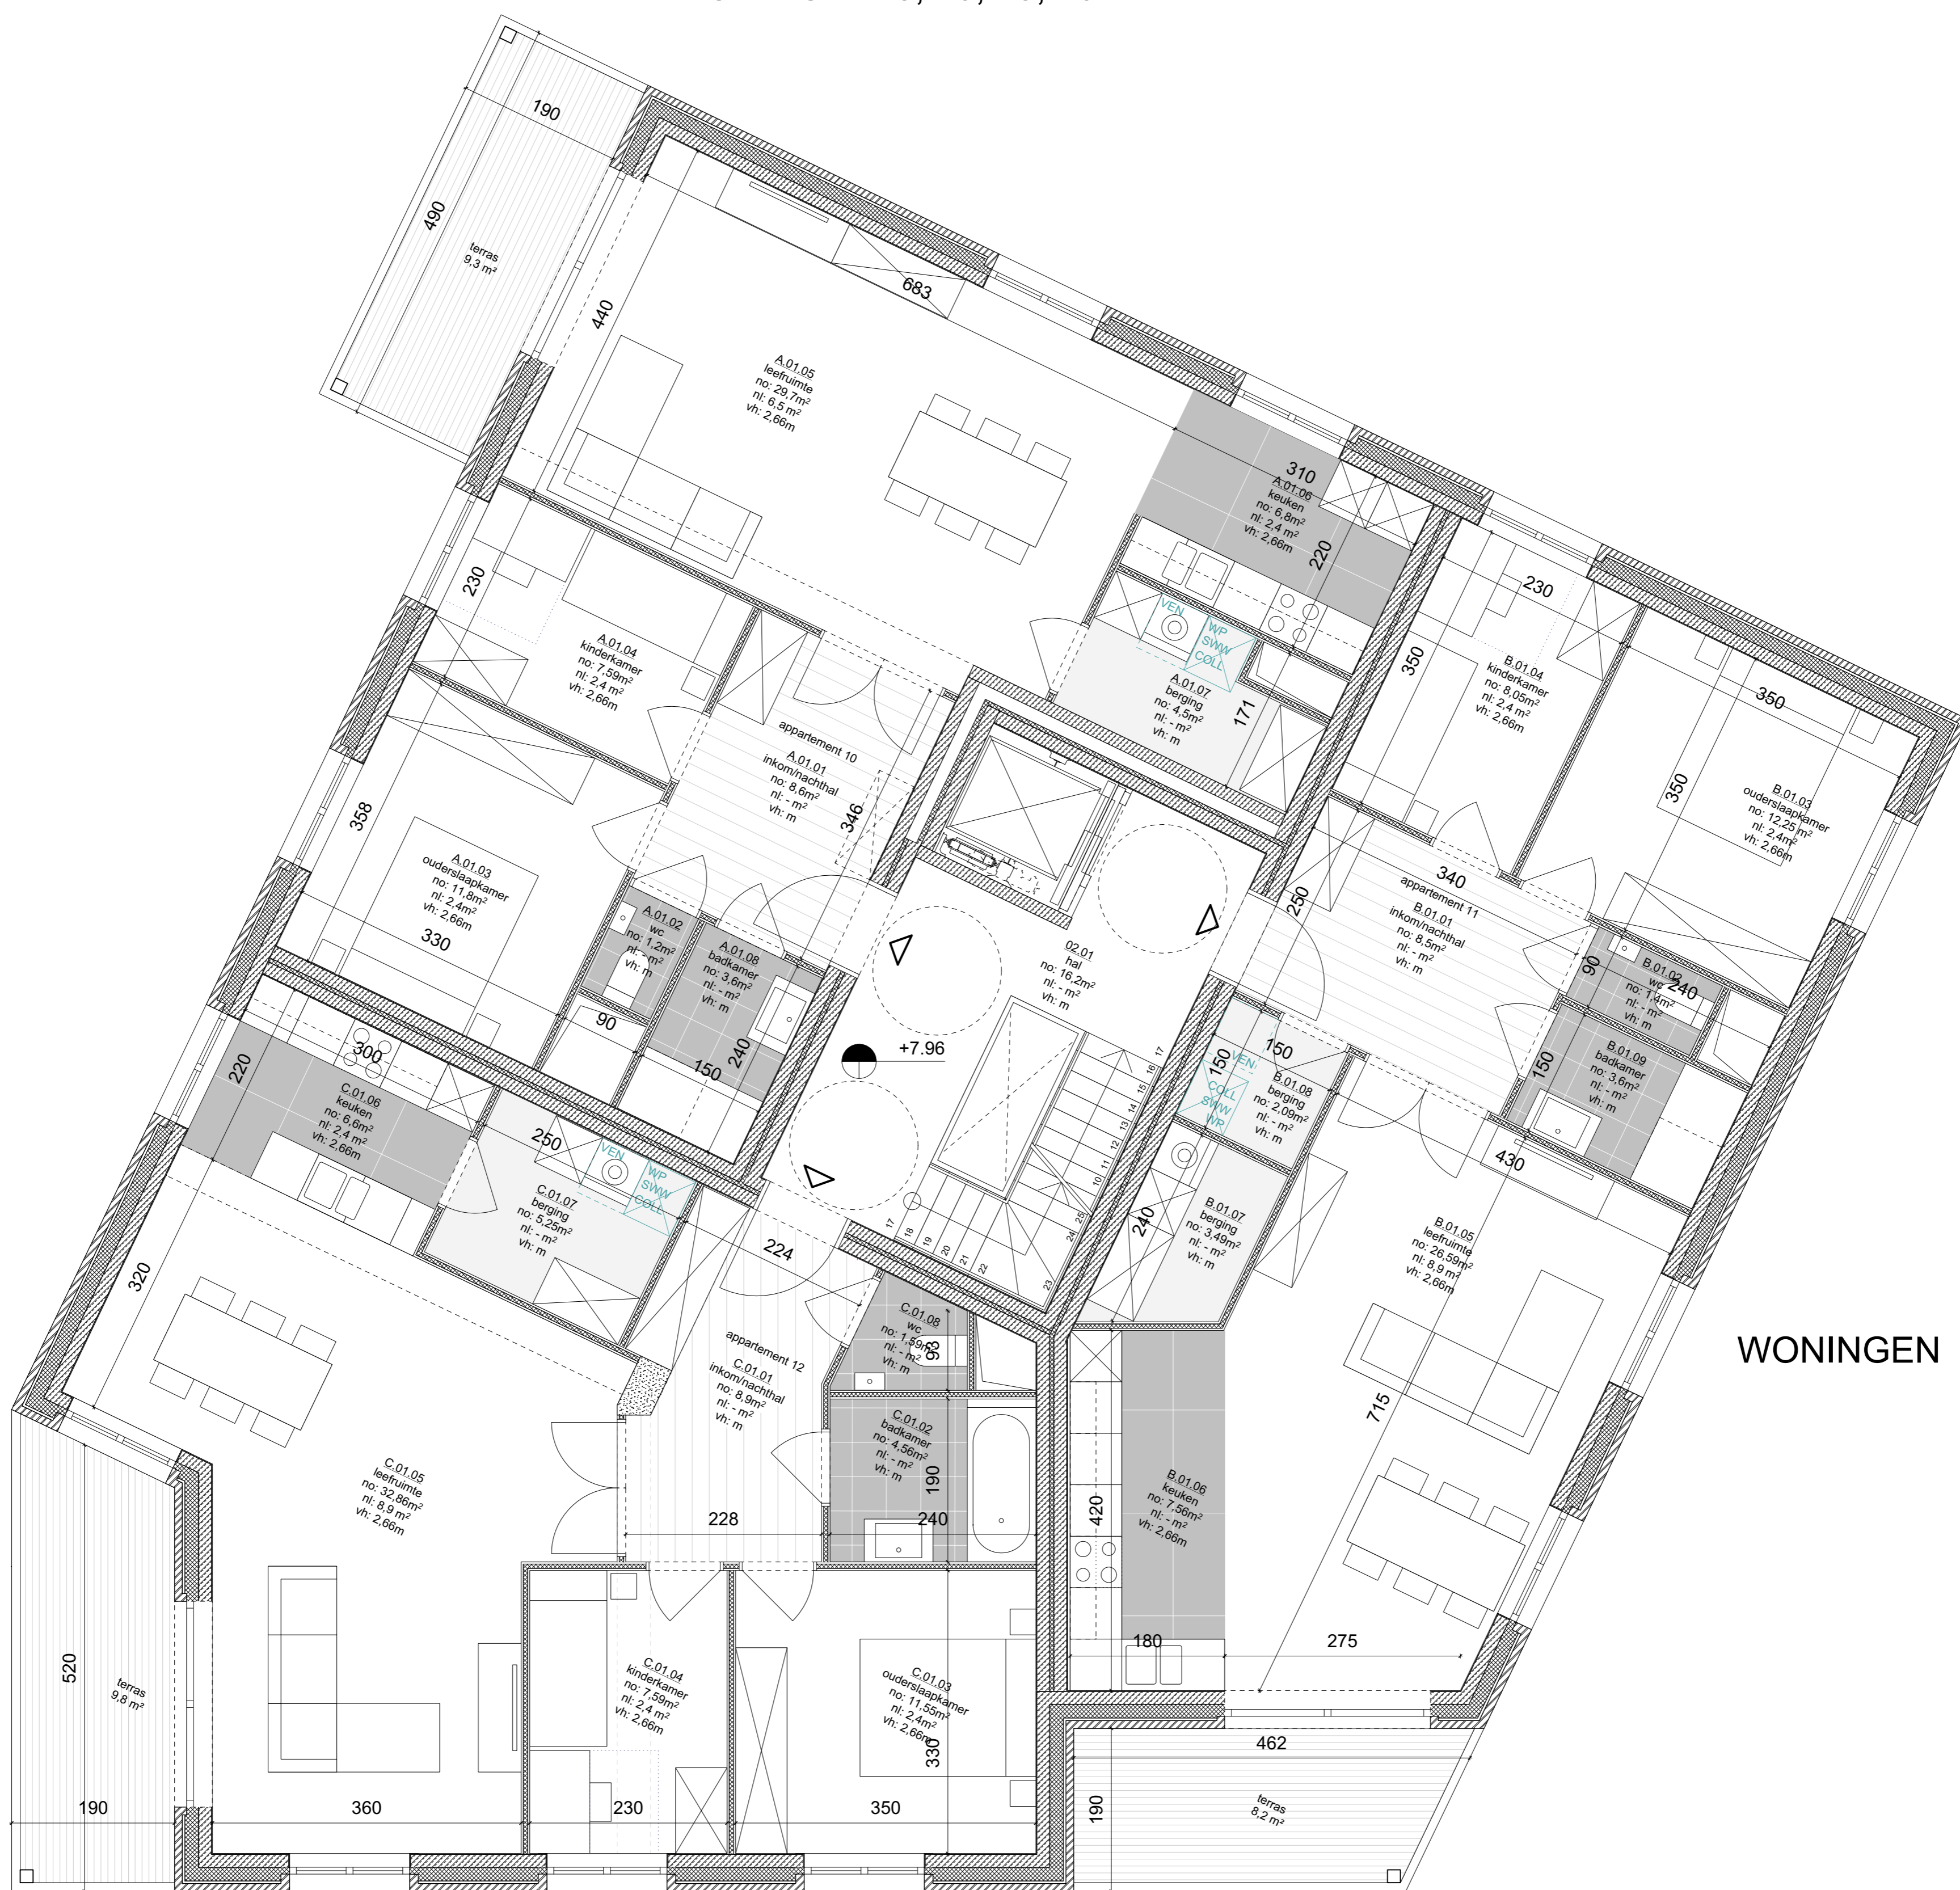 190
490
terras
9,3 m²
440
683
A.01.05
leefruimte
no: 29,7m²
nl: 6,5 m²
vh: 2,66m
310
A.01.06
keuken
no: 6,8m²
nl: 2,4 m²
vh: 2,66m
220
230
A.01.04
kinderkamer
no: 7,59m²
nl: 2,4 m²
vh: 2,66m
VEN
WP
SWW
COLL
A.01.07
berging
no: 4,5m²
nl: - m²
vh: m
171
appartement 10
A.01.01
inkom/nachthal
no: 8,6m²
nl: - m²
vh: m
346
358
A.01.03
ouderslaapkamer
no: 11,8m²
nl: 2,4m²
vh: 2,66m
330
A.01.02
wc
no: 1,2m²
nl: - m²
vh: m
90
A.01.08
badkamer
no: 3,6m²
nl: - m²
vh: m
240
150
230
350
B.01.04
kinderkamer
no: 8,05m²
nl: 2,4 m²
vh: 2,66m
350
350
B.01.03
ouderslaapkamer
no: 12,25 m²
nl: 2,4m²
vh: 2,66m
340
250
appartement 11
B.01.01
inkom/nachthal
no: 8,5m²
nl: - m²
vh: m
90
B.01.02
wc
no: 1,4m²
nl: - m²
vh: m
240
150
B.01.09
badkamer
no: 3,6m²
nl: - m²
vh: m
02.01
hal
no: 16,2m²
nl: - m²
vh: m
+7.96
17
16
15
14
13
12
11
10
25
24
23
22
21
20
19
18
17
150
150
VEN
COLL
SWW
WP
B.01.08
berging
no: 2,09m²
nl: - m²
vh: m
240
B.01.07
berging
no: 3,49m²
nl: - m²
vh: m
430
B.01.05
leefruimte
no: 26,59m²
nl: 8,9 m²
vh: 2,66m
715
420
B.01.06
keuken
no: 7,56m²
nl: - m²
vh: 2,66m
180
275
462
190
terras
8,2 m²
WONINGEN
220
300
C.01.06
keuken
no: 6,6m²
nl: 2,4 m²
vh: 2,66m
250
VEN
WP
SWW
COLL
C.01.07
berging
no: 5,25m²
nl: - m²
vh: m
224
320
appartement 12
C.01.01
inkom/nachthal
no: 8,9m²
nl: - m²
vh: m
C.01.08
wc
no: 1,59m²
nl: - m²
vh: m
93
C.01.02
badkamer
no: 4,56m²
nl: - m²
vh: m
190
228
240
C.01.05
leefruimte
no: 32,86m²
nl: 8,9 m²
vh: 2,66m
520
terras
9,8 m²
C.01.04
kinderkamer
no: 7,59m²
nl: 2,4 m²
vh: 2,66m
C.01.03
ouderslaapkamer
no: 11,55m²
nl: 2,4m²
vh: 2,66m
330
190
360
230
350